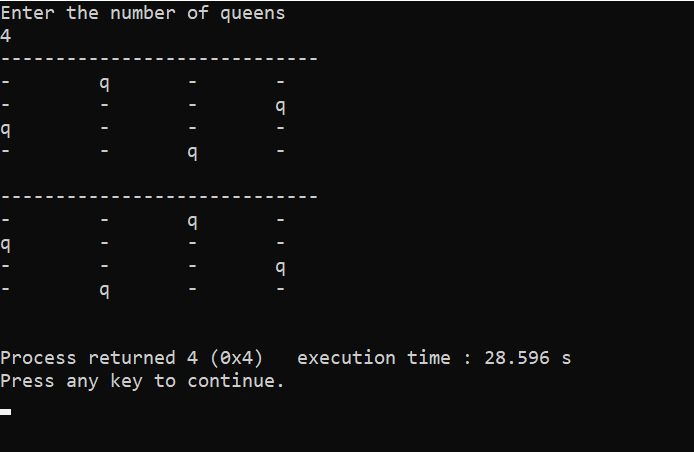 Enter the number of queens
4
-----------------------------
-       q       -       -
-       -       -       q
q       -       -       -
-       -       q       -
-----------------------------
-       -       q       -
q       -       -       -
-       -       -       q
-       q       -       -
Process returned 4 (0x4)   execution time : 28.596 s
Press any key to continue.